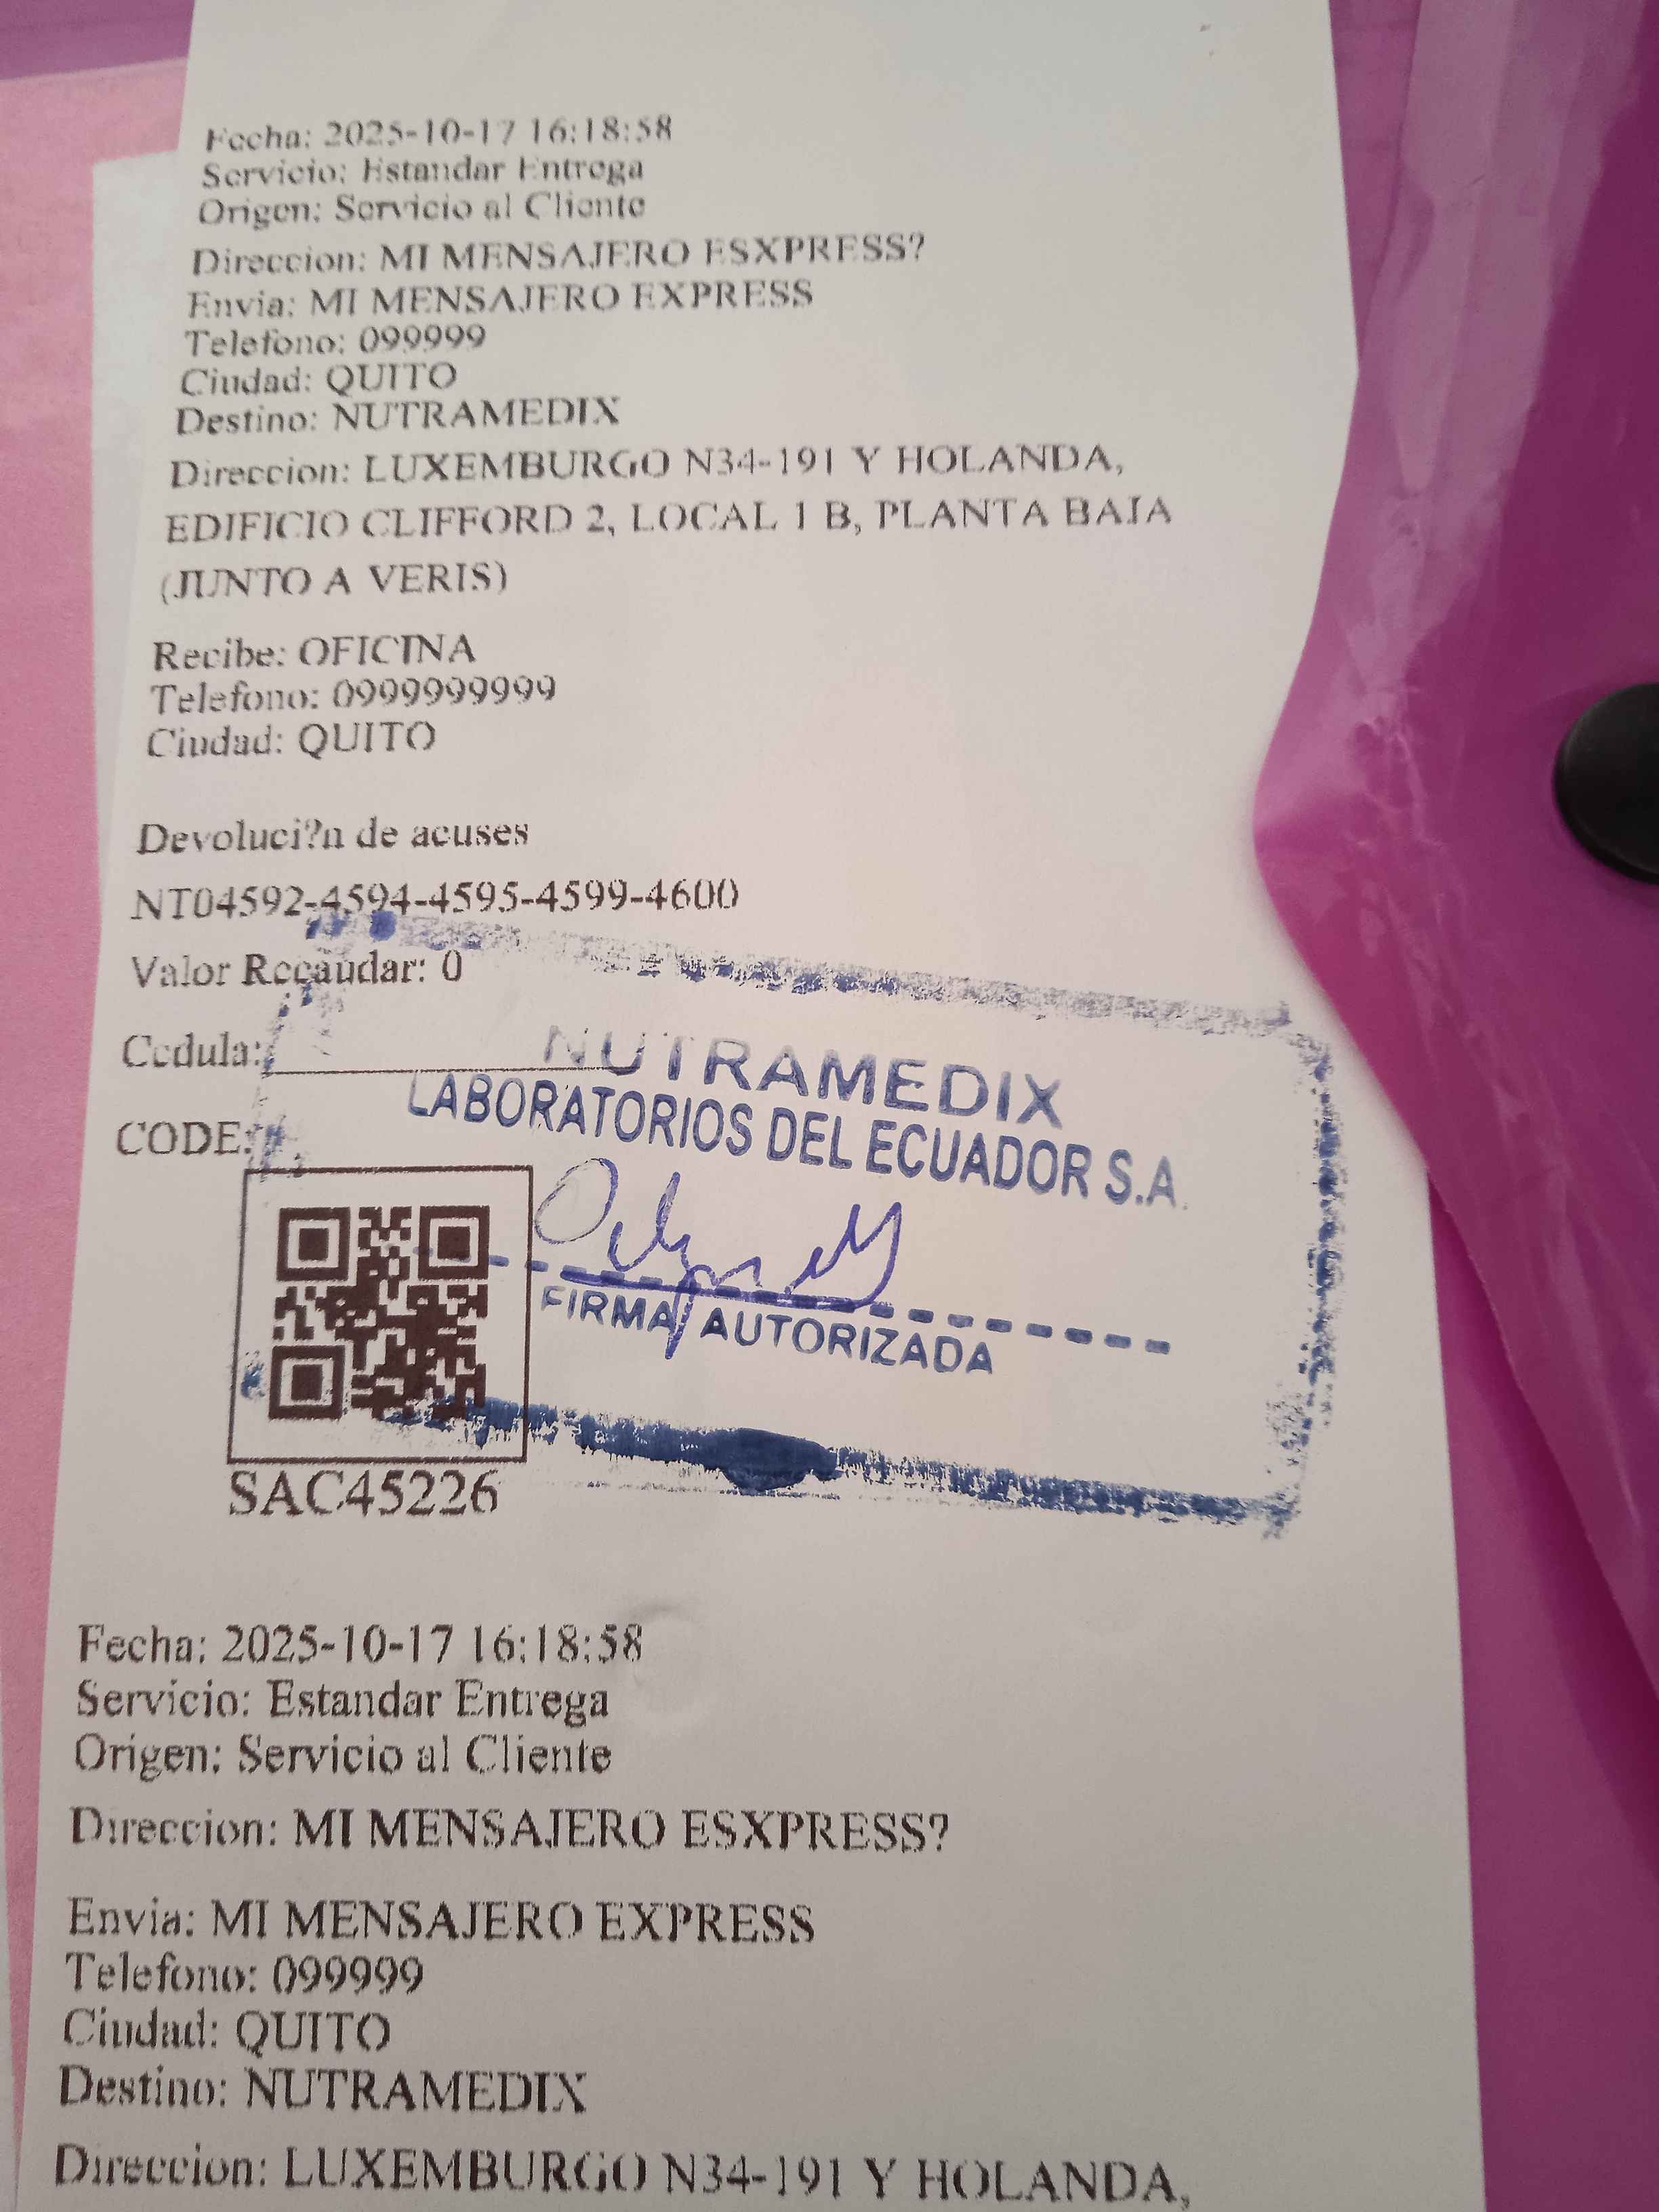 Fecha: 2025-10-17 16:18:58
Servicio: Estandar Entrega
Origen: Servicio al Cliente
Direccion: MI MENSAJERO ESXPRESS?
Envia: MI MENSAJERO EXPRESS
Telefono: 099999
Ciudad: QUITO
Destino: NUTRAMEDIX
Direccion: LUXEMBURGO N34-191 Y HOLANDA,
EDIFICIO CLIFFORD 2, LOCAL 1 B, PLANTA BAJA
(JUNTO A VERIS)
Recibe: OFICINA
Telefono: 0999999999
Ciudad: QUITO
Devoluci?n de acuses
NT04592-4594-4595-4599-4600
Valor Recaudar: 0
Cedula:
NUTRAMEDIX
LABORATORIOS DEL ECUADOR S.A.
CODE:
FIRMA AUTORIZADA
SAC45226
Fecha: 2025-10-17 16:18:58
Servicio: Estandar Entrega
Origen: Servicio al Cliente
Direccion: MI MENSAJERO ESXPRESS?
Envia: MI MENSAJERO EXPRESS
Telefono: 099999
Ciudad: QUITO
Destino: NUTRAMEDIX
Direccion: LUXEMBURGO N34-191 Y HOLANDA,